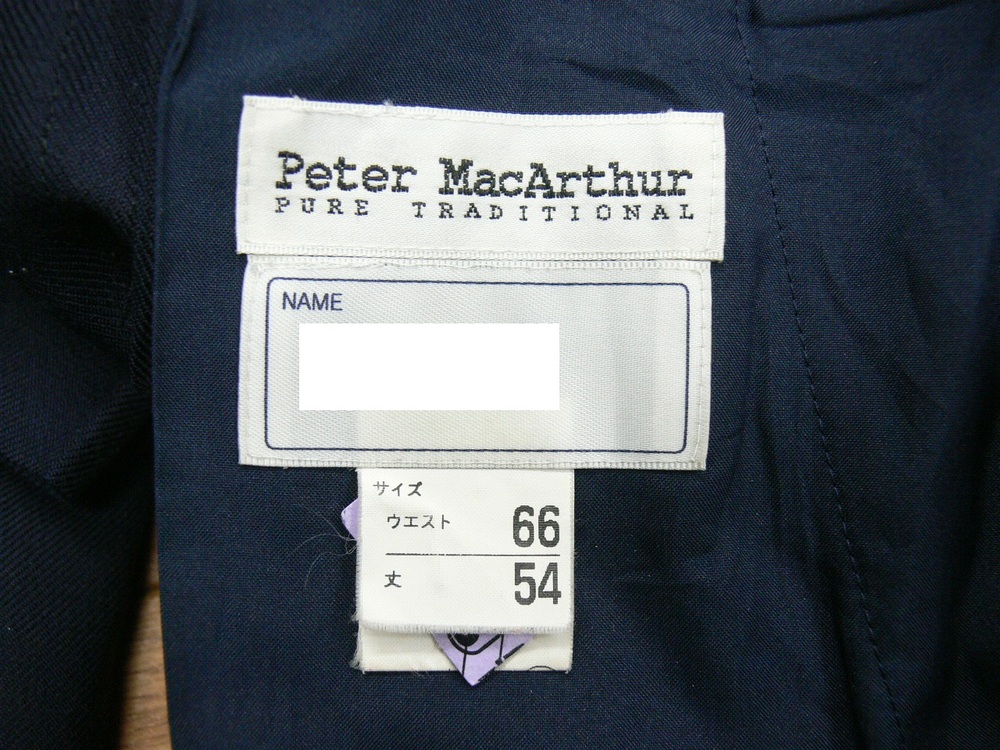 Peter MacArthur
PURE TRADITIONAL
NAME
サイズ
ウエスト 66
丈 54